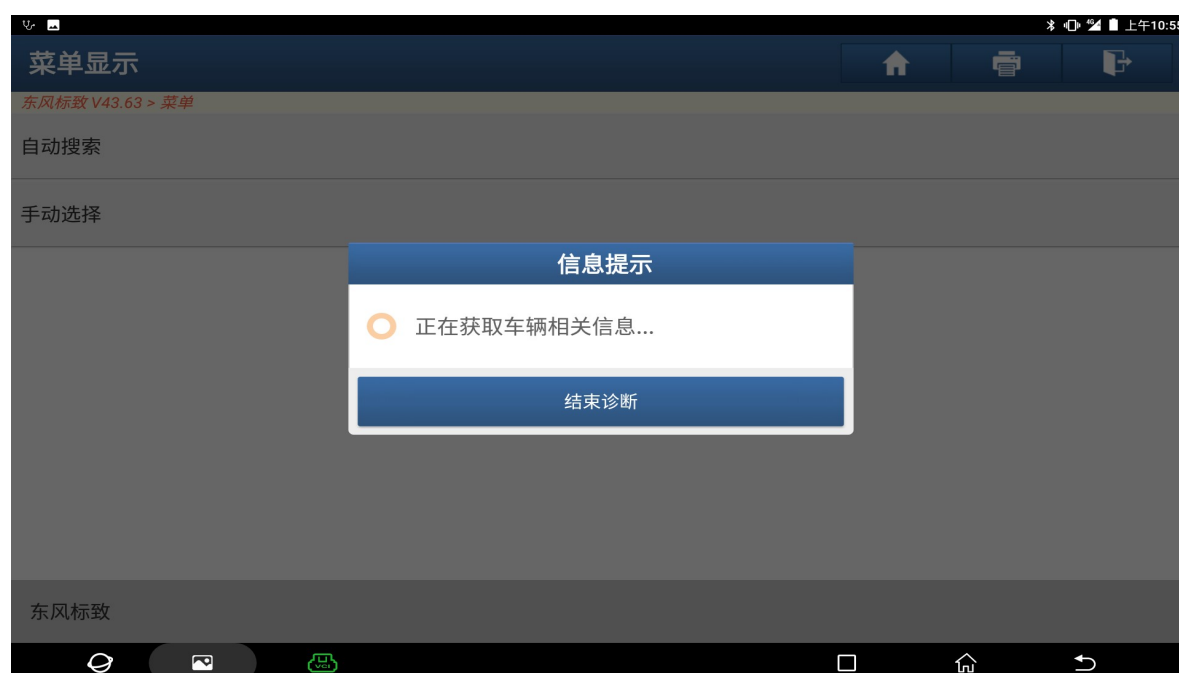 上午10:55
菜单显示
东风标致 V43.63 > 菜单
自动搜索
手动选择
信息提示
正在获取车辆相关信息...
结束诊断
东风标致
VCI